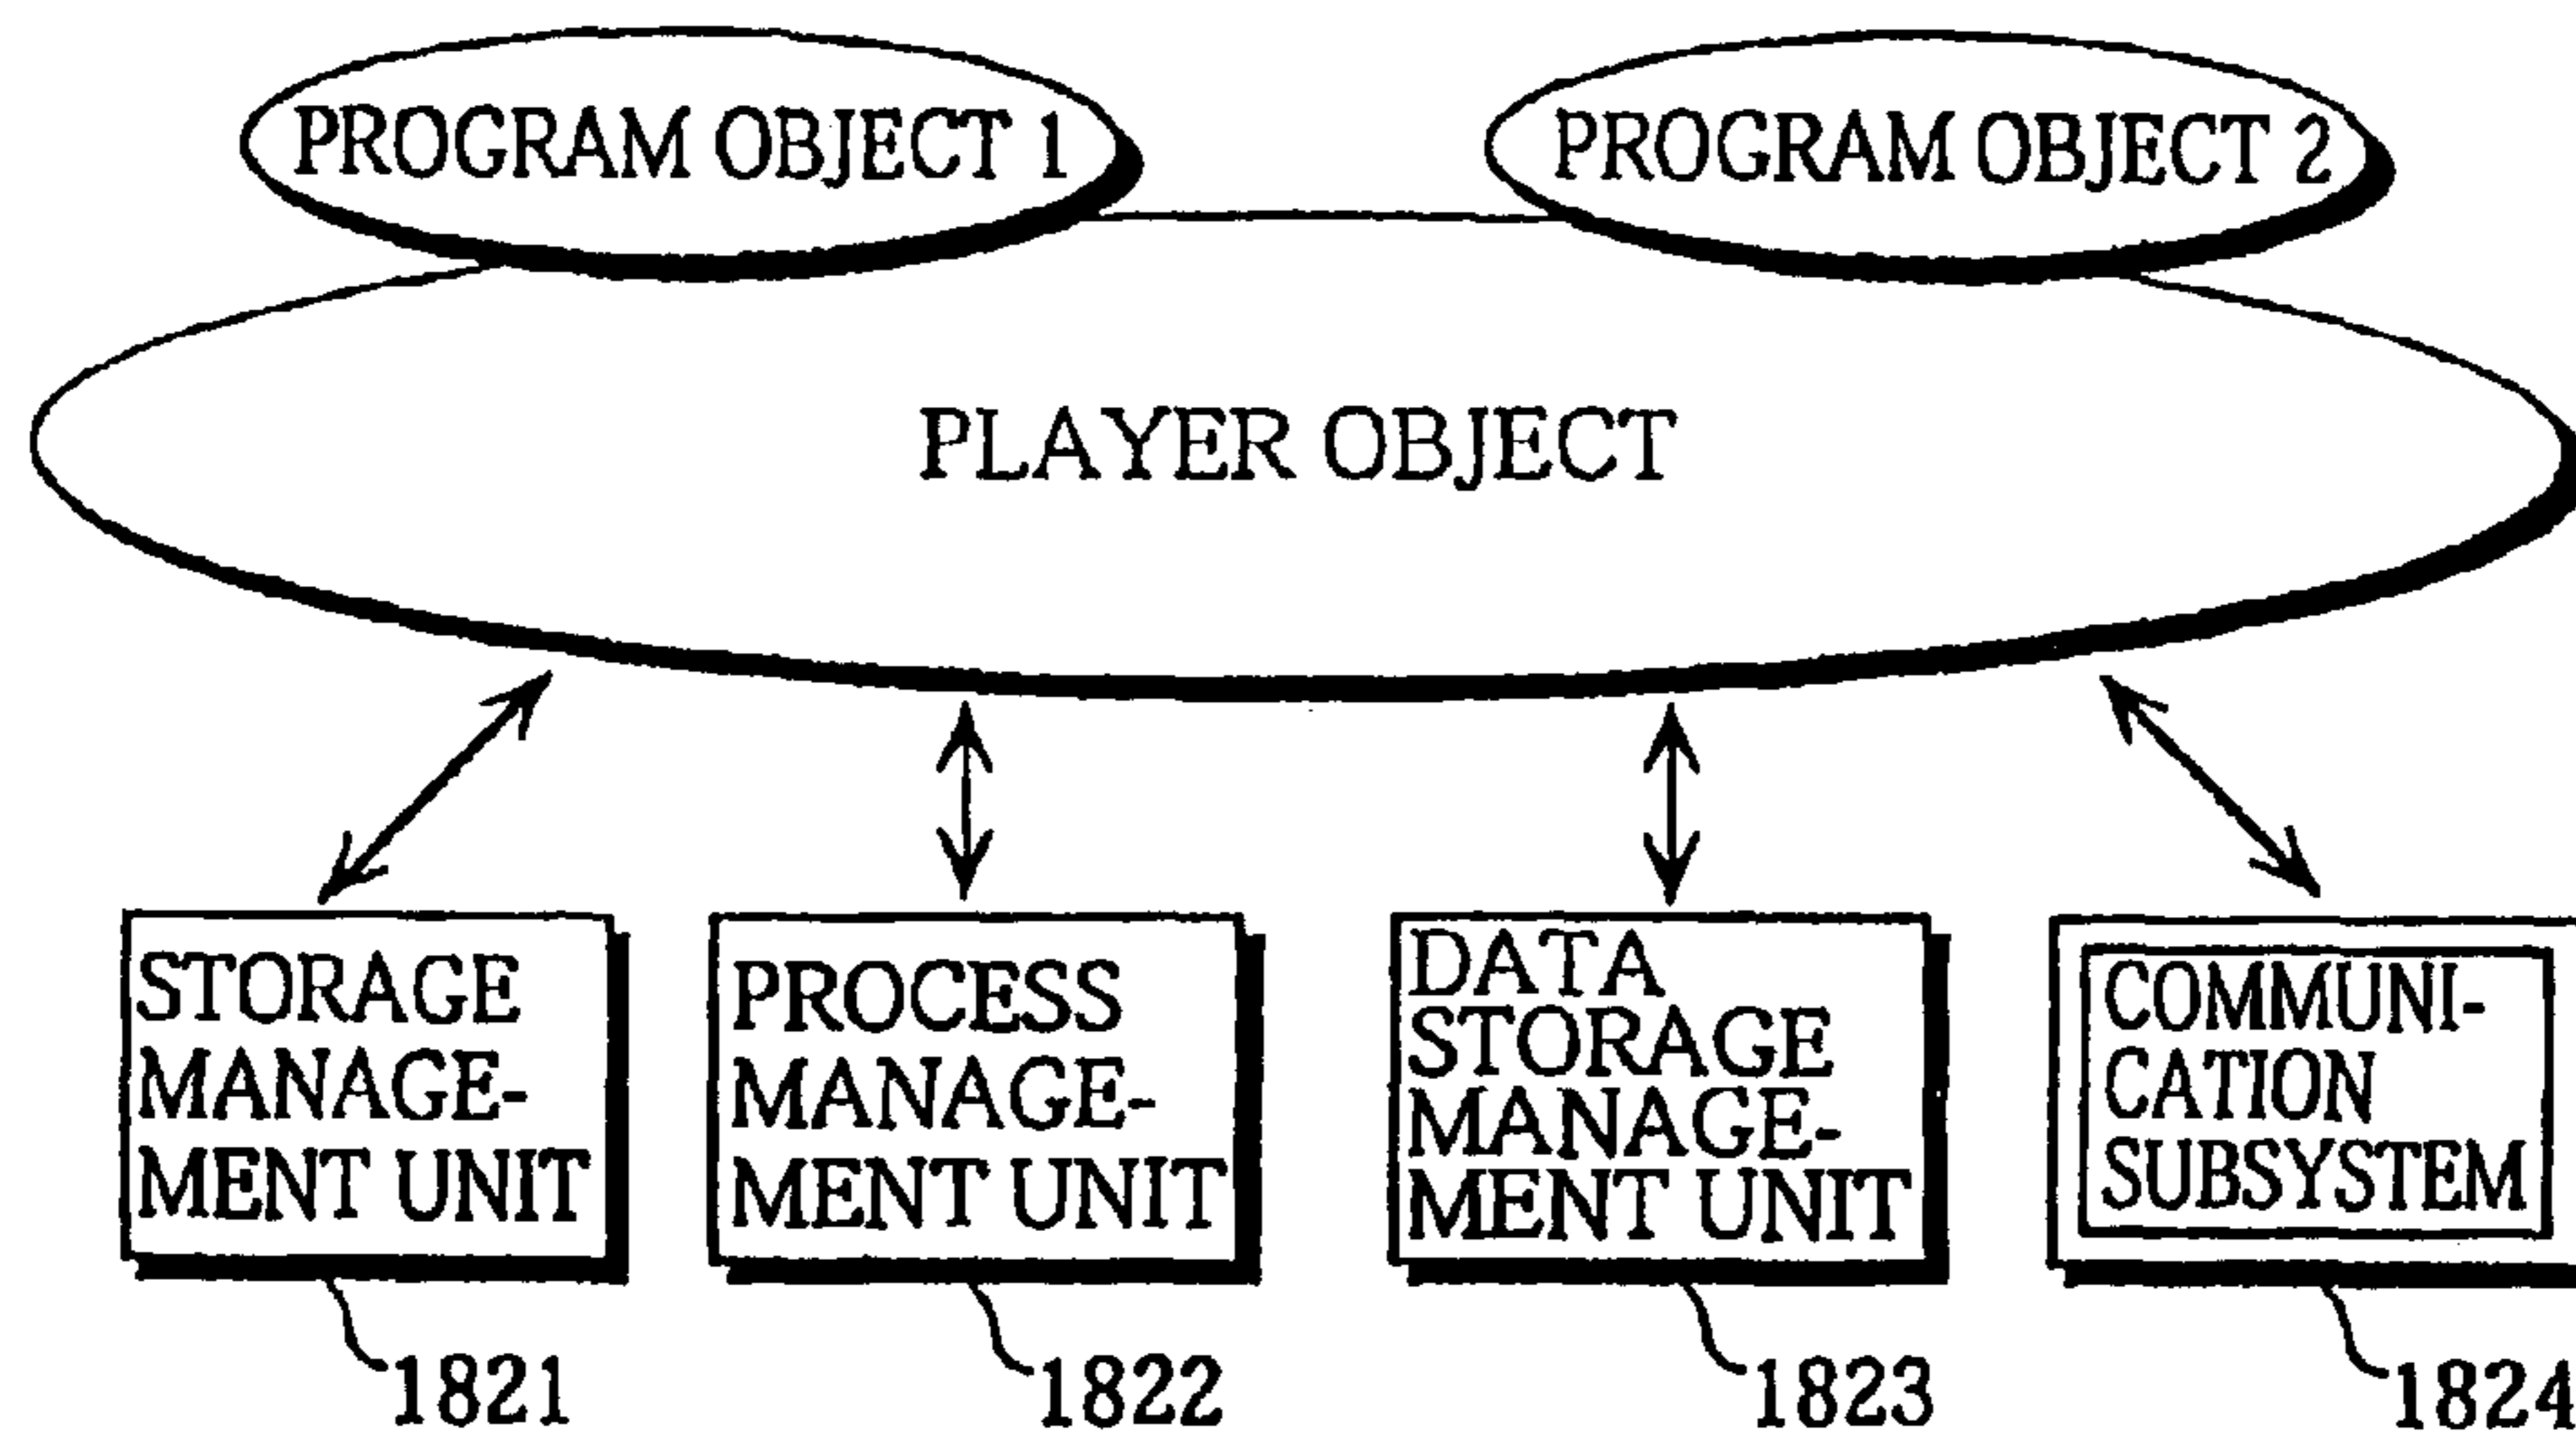 PROGRAM OBJECT 1
PROGRAM OBJECT 2
PLAYER OBJECT
STORAGE
MANAGE-
MENT UNIT
PROCESS
MANAGE-
MENT UNIT
DATA
STORAGE
MANAGE-
MENT UNIT
COMMUNI-
CATION
SUBSYSTEM
1821
1822
1823
1824